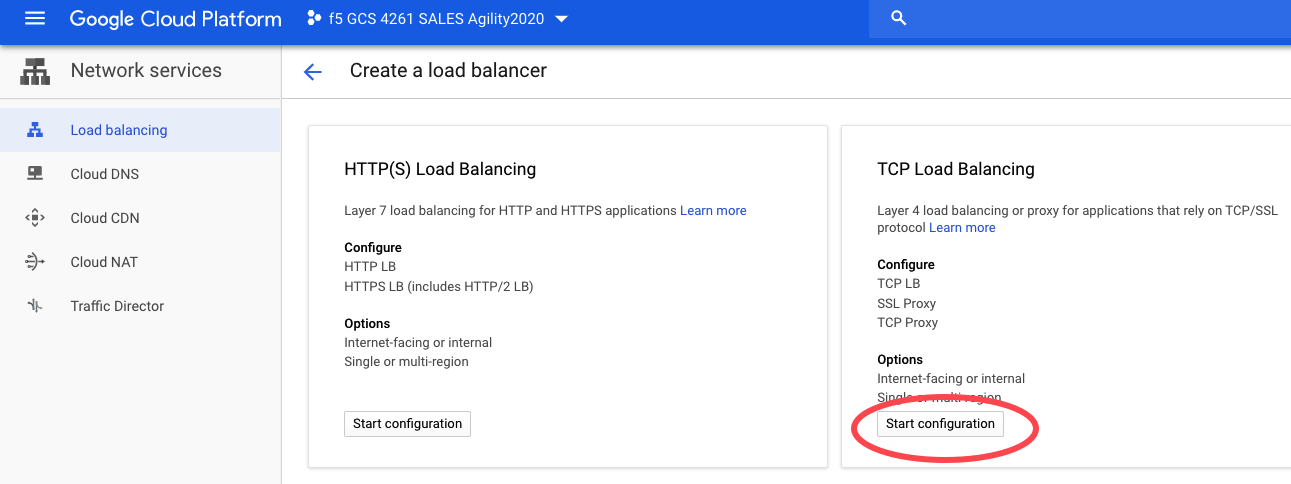 Google Cloud Platform
f5 GCS 4261 SALES Agility2020
Network services
Create a load balancer
Load balancing
Cloud DNS
Cloud CDN
Cloud NAT
Traffic Director
HTTP(S) Load Balancing
Layer 7 load balancing for HTTP and HTTPS applications Learn more
Configure
HTTP LB
HTTPS LB (includes HTTP/2 LB)
Options
Internet-facing or internal
Single or multi-region
Start configuration
TCP Load Balancing
Layer 4 load balancing or proxy for applications that rely on TCP/SSL
protocol Learn more
Configure
TCP LB
SSL Proxy
TCP Proxy
Options
Internet-facing or internal
Single or multi-region
Start configuration